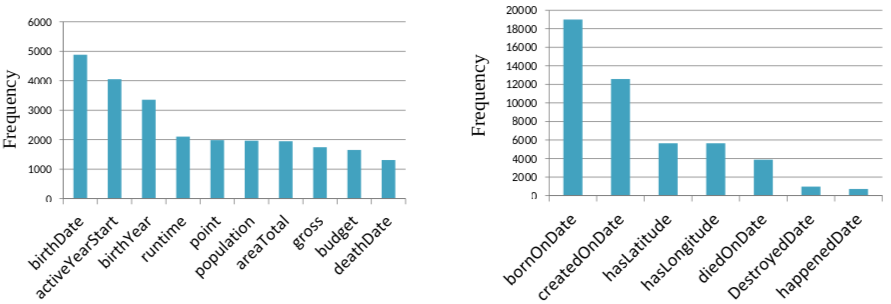 6000
5000
4000
3000
2000
1000
0
Frequency
birthDate
activeYearStart
birthYear
runtime
point
population
areaTotal
gross
budget
deathDate
20000
18000
16000
14000
12000
10000
8000
6000
4000
2000
0
Frequency
bornOnDate
createdOnDate
hasLatitude
hasLongitude
diedOnDate
DestroyedDate
happenedDate